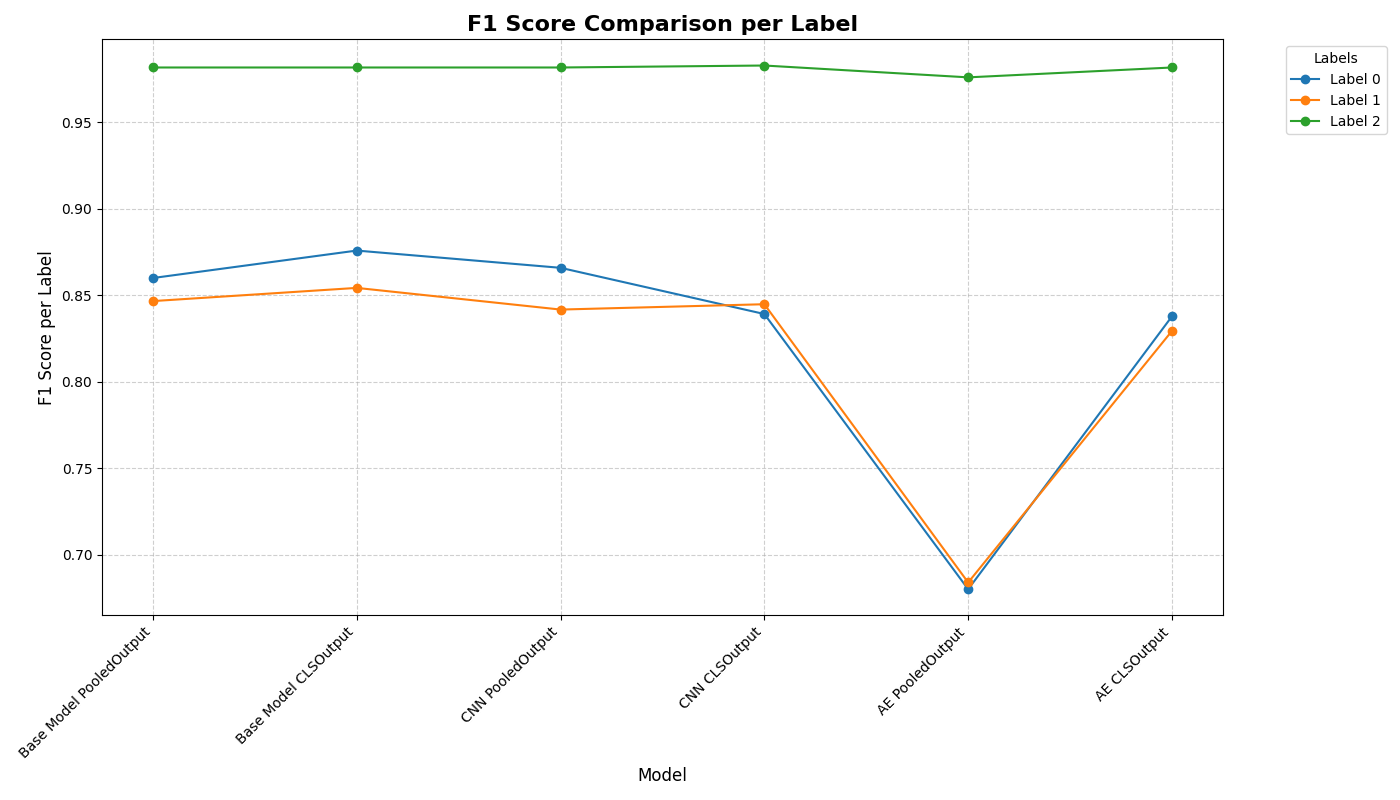 F1 Score Comparison per Label
Labels
Label 0
Label 1
Label 2
F1 Score per Label
0.95
0.90
0.85
0.80
0.75
0.70
Base Model PooledOutput
Base Model CLSOutput
CNN PooledOutput
CNN CLSOutput
AE PooledOutput
AE CLSOutput
Model